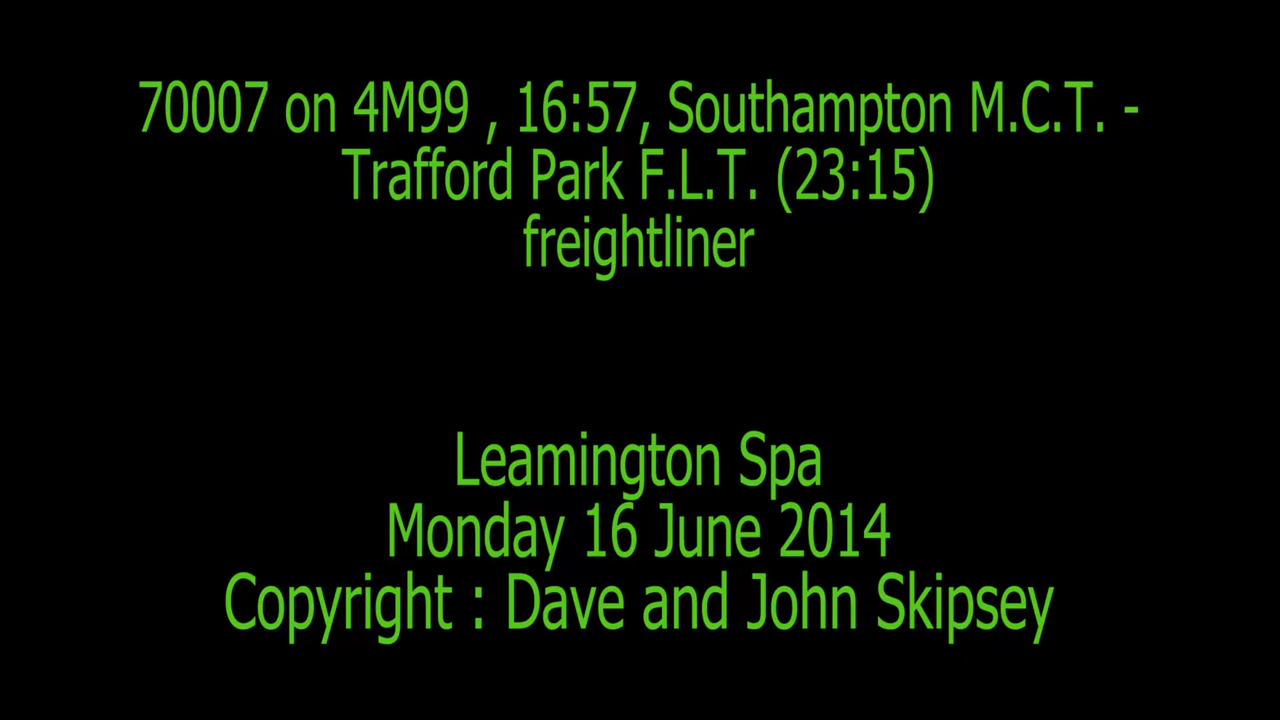 70007 on 4M99 , 16:57, Southampton M.C.T. -
Trafford Park F.L.T. (23:15)
freightliner
Leamington Spa
Monday 16 June 2014
Copyright : Dave and John Skipsey